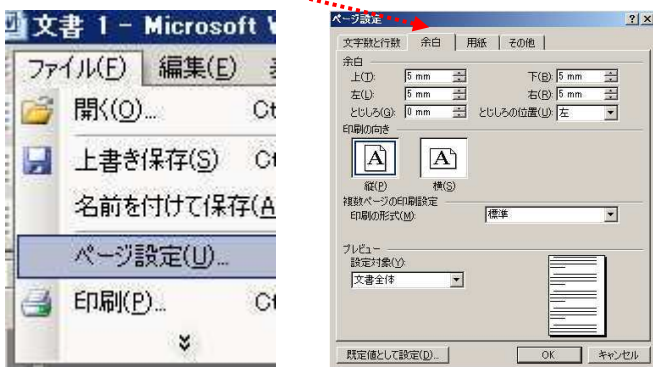 文書 1 - Microsoft
ファイル(F) 編集(E)
開く(O)...
上書き保存(S)
名前を付けて保存(A
ページ設定(U)...
印刷(P)...
ページ設定
文字数と行数 余白 用紙 その他
余白
上(T): 5 mm 下(B): 5 mm
左(L): 5 mm 右(R): 5 mm
とじしろ(G): 0 mm とじしろの位置(U): 左
印刷の向き
A A
縦(P) 横(S)
複数ページの印刷設定
印刷の形式(M): 標準
プレビュー
設定対象(Y):
文書全体
既定値として設定(D)... OK キャンセル